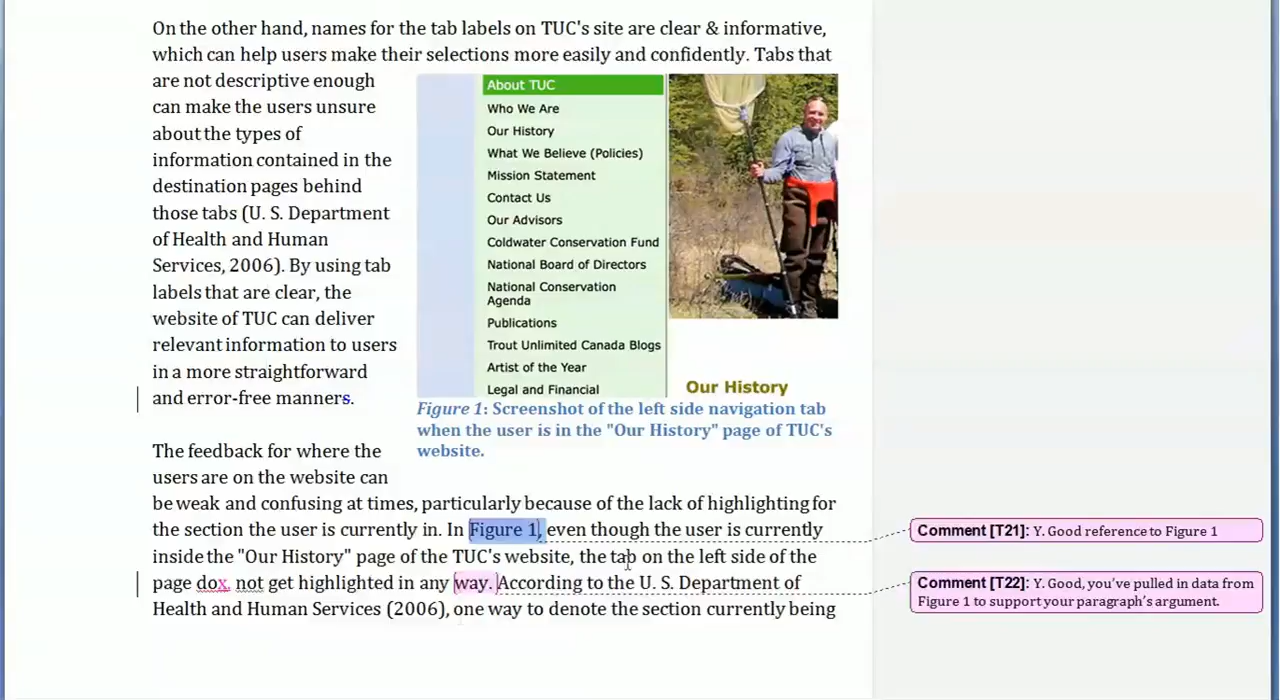 On the other hand, names for the tab labels on TUC's site are clear & informative,
which can help users make their selections more easily and confidently. Tabs that
are not descriptive enough
can make the users unsure
about the types of
information contained in the
destination pages behind
those tabs (U. S. Department
of Health and Human
Services, 2006). By using tab
labels that are clear, the
website of TUC can deliver
relevant information to users
in a more straightforward
and error-free manners.
About TUC
Who We Are
Our History
What We Believe (Policies)
Mission Statement
Contact Us
Our Advisors
Coldwater Conservation Fund
National Board of Directors
National Conservation
Agenda
Publications
Trout Unlimited Canada Blogs
Artist of the Year
Legal and Financial
Our History
Figure 1: Screenshot of the left side navigation tab
when the user is in the "Our History" page of TUC's
website.
The feedback for where the
users are on the website can
be weak and confusing at times, particularly because of the lack of highlighting for
the section the user is currently in. In Figure 1, even though the user is currently
inside the "Our History" page of the TUC's website, the tab on the left side of the
page dox. not get highlighted in any way. According to the U. S. Department of
Health and Human Services (2006), one way to denote the section currently being
Comment [T21]: Y. Good reference to Figure 1
Comment [T22]: Y. Good, you've pulled in data from
Figure 1 to support your paragraph's argument.